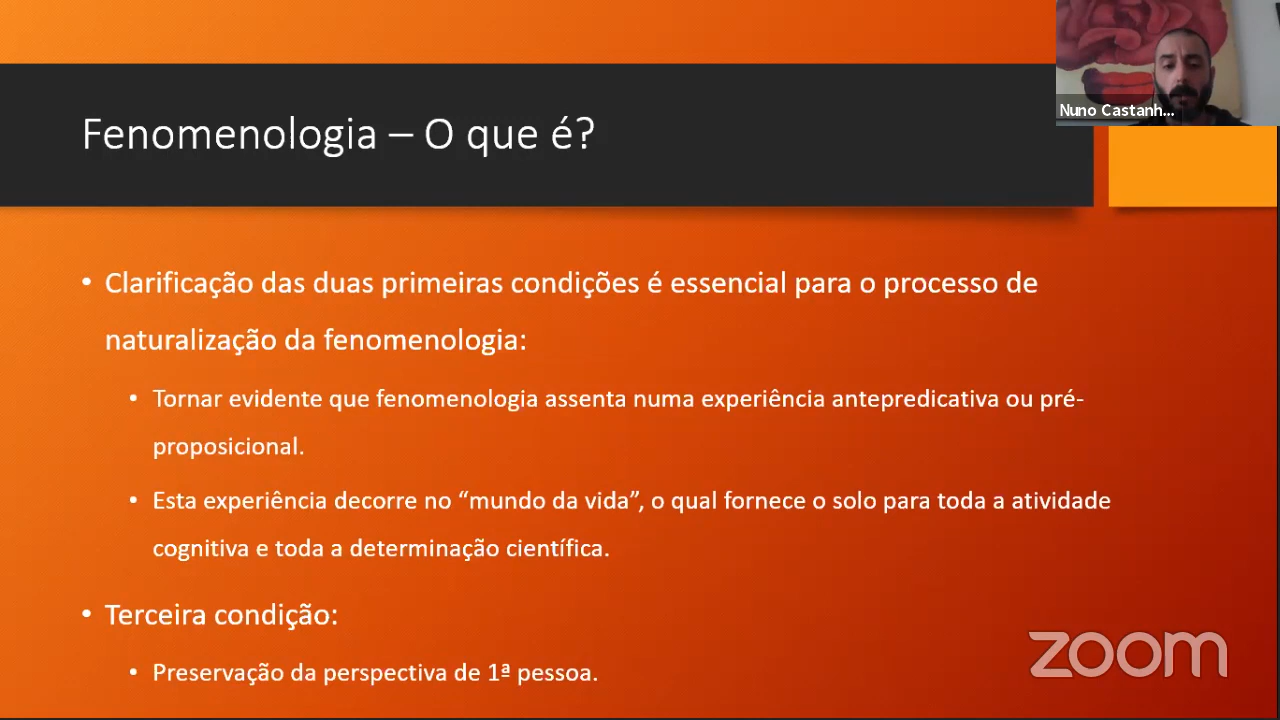 Nuno Castanh...
Fenomenologia – O que é?
• Clarificação das duas primeiras condições é essencial para o processo de
naturalização da fenomenologia:
• Tornar evidente que fenomenologia assenta numa experiência antepredicativa ou pré-
proposicional.
• Esta experiência decorre no “mundo da vida”, o qual fornece o solo para toda a atividade
cognitiva e toda a determinação científica.
• Terceira condição:
• Preservação da perspectiva de 1ª pessoa.
zoom